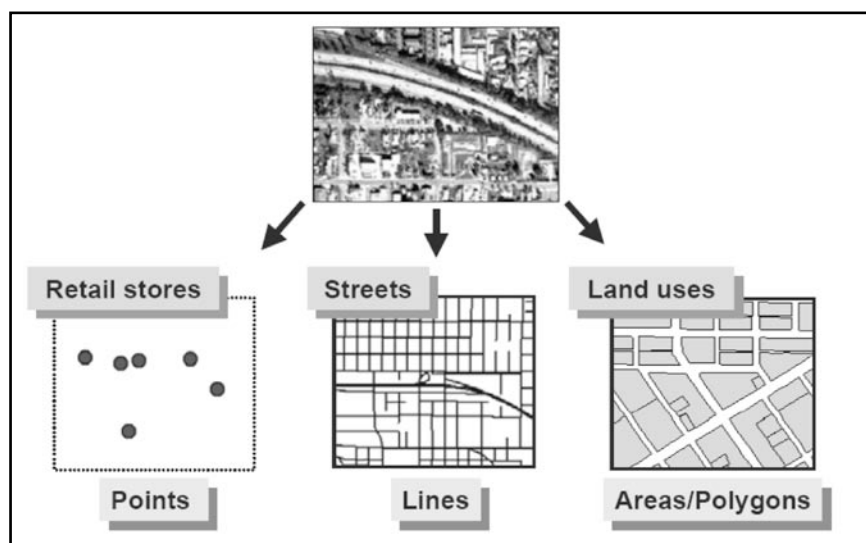 Retail stores
Streets
Land uses
Points
Lines
Areas/Polygons